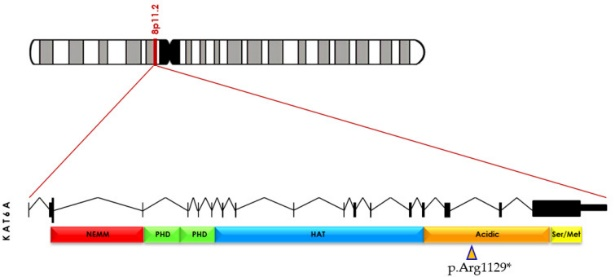 8p11.2
KAT6A
NEMM PHD PHD HAT Acidic Ser/Met
p.Arg1129*